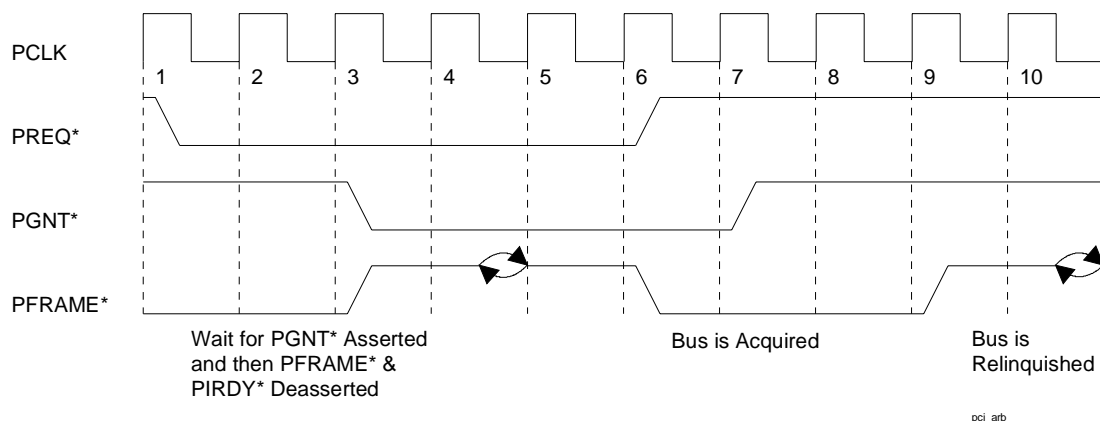 PCLK
1 2 3 4 5 6 7 8 9 10
PREQ*
PGNT*
PFRAME*
Wait for PGNT* Asserted
and then PFRAME* &
PIRDY* Deasserted
Bus is Acquired
Bus is
Relinquished
pci_arb